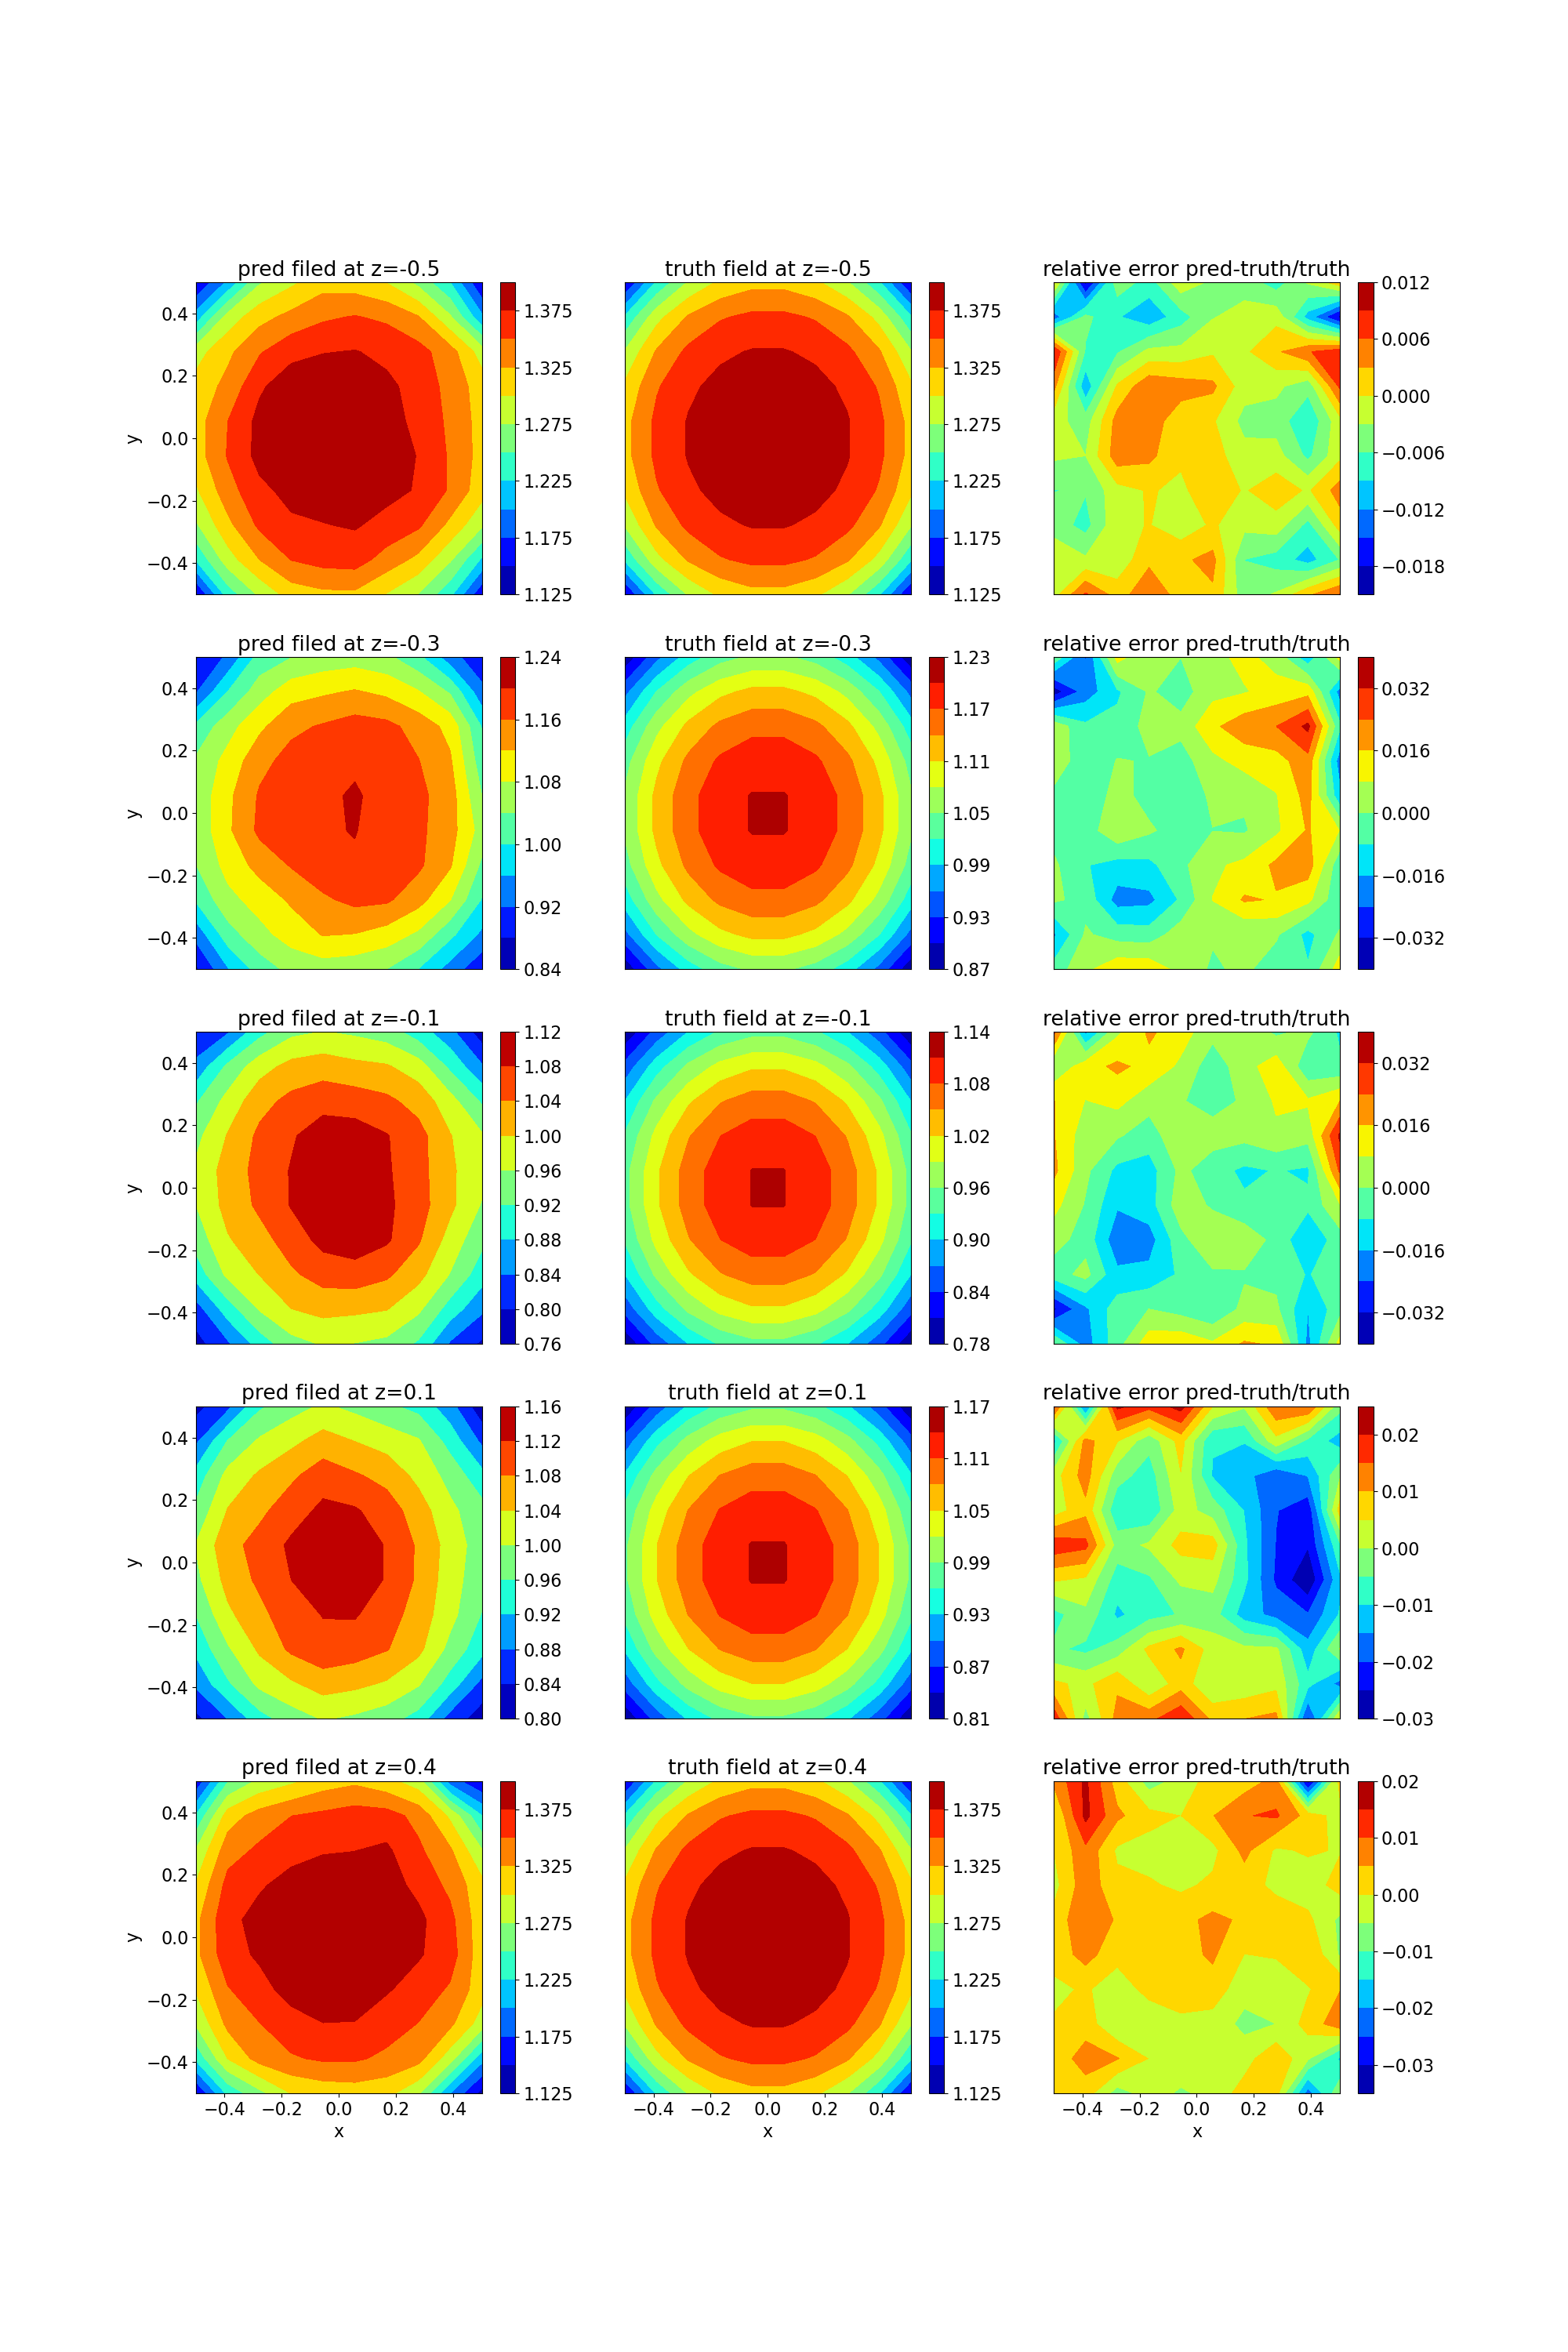 pred filed at z=-0.5 truth field at z=-0.5 relative error pred-truth/truth
0.4 1.375 1.375 0.012
0.2 1.325 1.325 0.006
0.0 1.275 1.275 0.000
y
−0.2 1.225 1.225 −0.006
−0.4 1.175 1.175 −0.012
1.125 1.125 −0.018
pred filed at z=-0.3 truth field at z=-0.3 relative error pred-truth/truth
0.4 1.24 1.23 0.032
0.2 1.16 1.17 0.016
0.0 1.08 1.11 0.000
y
−0.2 1.00 1.05 −0.016
−0.4 0.92 0.99 −0.032
0.84 0.93
0.87
pred filed at z=-0.1 truth field at z=-0.1 relative error pred-truth/truth
0.4 1.12 1.14 0.032
0.2 1.08 1.08 0.016
0.0 1.04 1.02 0.000
y
−0.2 1.00 0.96 −0.016
−0.4 0.96 0.90 −0.032
0.92 0.84
0.88 0.78
0.84
0.80
0.76
pred filed at z=0.1 truth field at z=0.1 relative error pred-truth/truth
0.4 1.16 1.17 0.02
0.2 1.12 1.11 0.01
0.0 1.08 1.05 0.00
y
−0.2 1.04 0.99 −0.01
−0.4 1.00 0.93 −0.02
0.96 0.87 −0.03
0.92 0.81
0.88
0.84
0.80
pred filed at z=0.4 truth field at z=0.4 relative error pred-truth/truth
0.4 1.375 1.375 0.02
0.2 1.325 1.325 0.01
0.0 1.275 1.275 0.00
y
−0.2 1.225 1.225 −0.01
−0.4 1.175 1.175 −0.02
1.125 1.125 −0.03
−0.4 −0.2 0.0 0.2 0.4 −0.4 −0.2 0.0 0.2 0.4 −0.4 −0.2 0.0 0.2 0.4
x x x